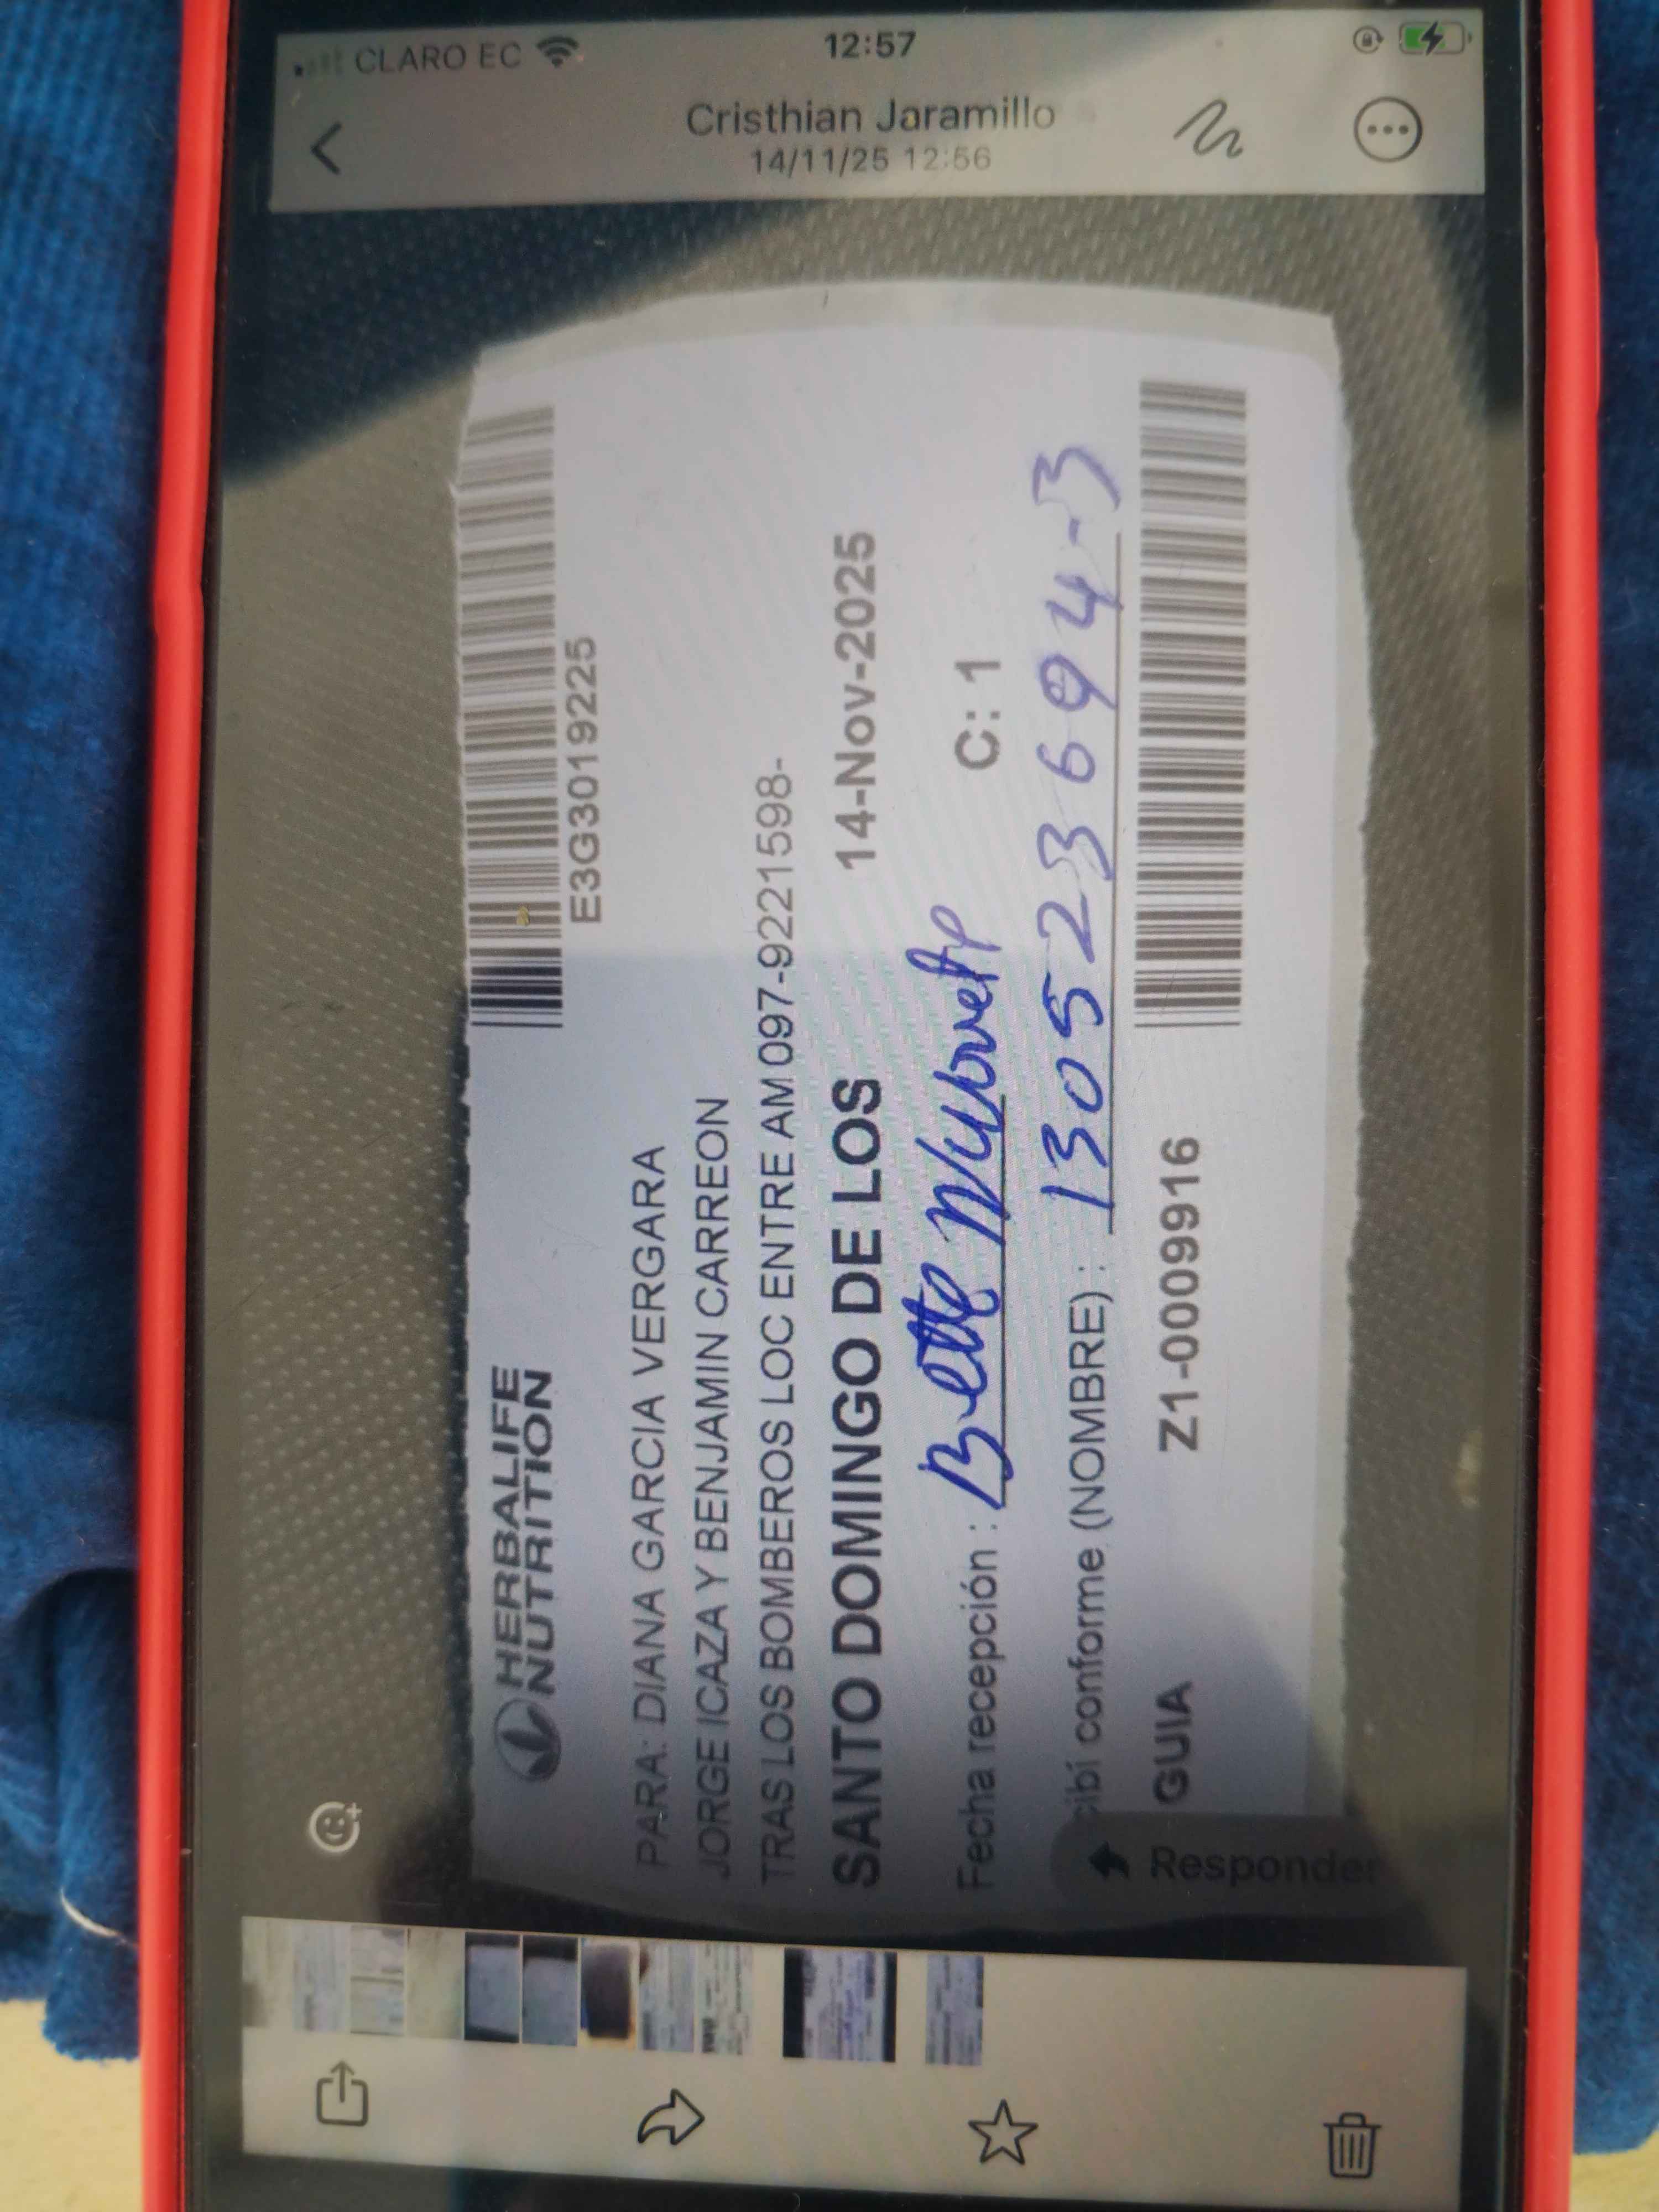 CLARO EC
12:57
Cristhian Jaramillo
14/11/25 12:56
HERBALIFE
NUTRITION
E3G3019225
PARA: DIANA GARCIA VERGARA
JORGE ICAZA Y BENJAMIN CARREON
TRAS LOS BOMBEROS LOC ENTRE AM 097-9221598-
SANTO DOMINGO DE LOS 14-Nov-2025
Fecha recepción : C: 1
cibí conforme (NOMBRE) : 130523694-3
GUIA Z1-0009916
Responder